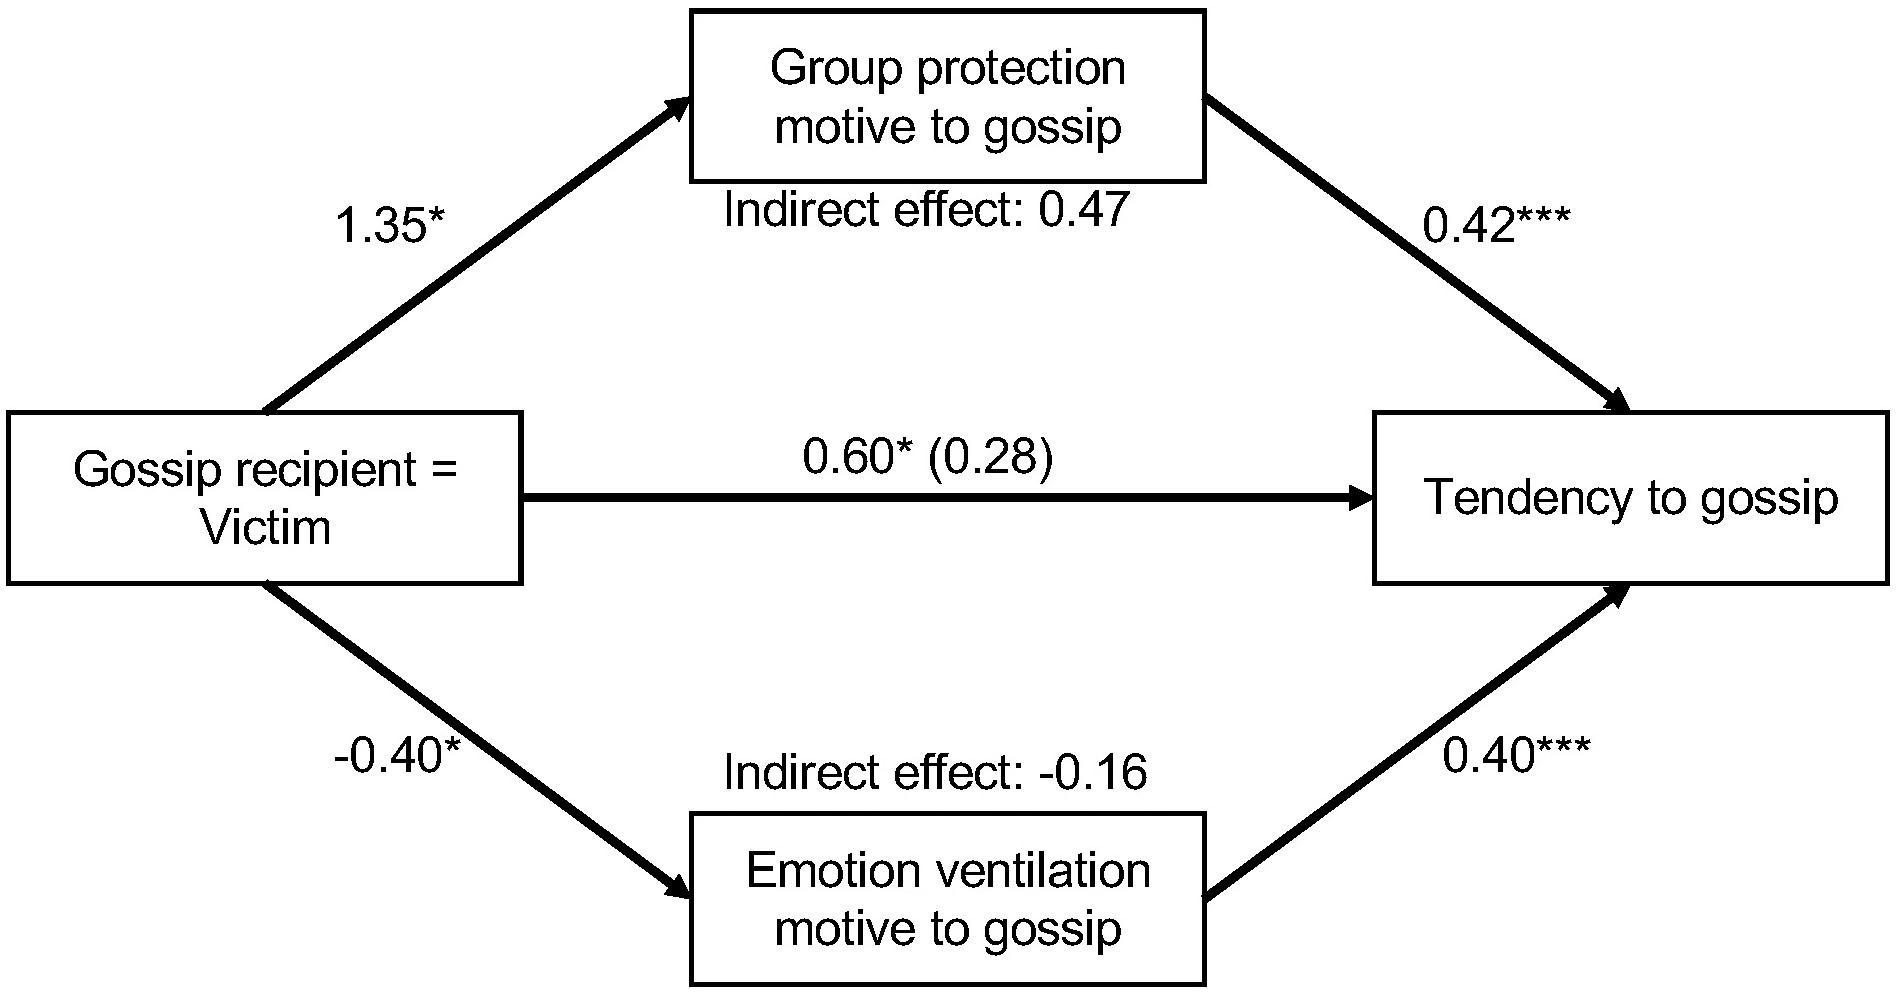 Group protection
motive to gossip
Indirect effect: 0.47
1.35*
0.42***
Gossip recipient =
Victim
0.60* (0.28)
Tendency to gossip
-0.40*
0.40***
Indirect effect: -0.16
Emotion ventilation
motive to gossip